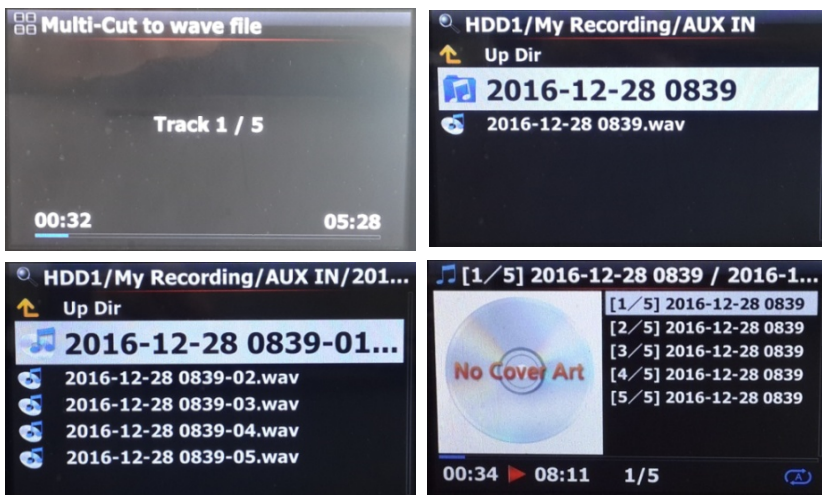 Multi-Cut to wave file
Track 1 / 5
00:32 05:28
HDD1/My Recording/AUX IN
Up Dir
2016-12-28 0839
2016-12-28 0839.wav
HDD1/My Recording/AUX IN/201...
Up Dir
2016-12-28 0839-01...
2016-12-28 0839-02.wav
2016-12-28 0839-03.wav
2016-12-28 0839-04.wav
2016-12-28 0839-05.wav
[1/5] 2016-12-28 0839 / 2016-1...
No Cover Art
[1/5] 2016-12-28 0839
[2/5] 2016-12-28 0839
[3/5] 2016-12-28 0839
[4/5] 2016-12-28 0839
[5/5] 2016-12-28 0839
00:34 08:11 1/5
A